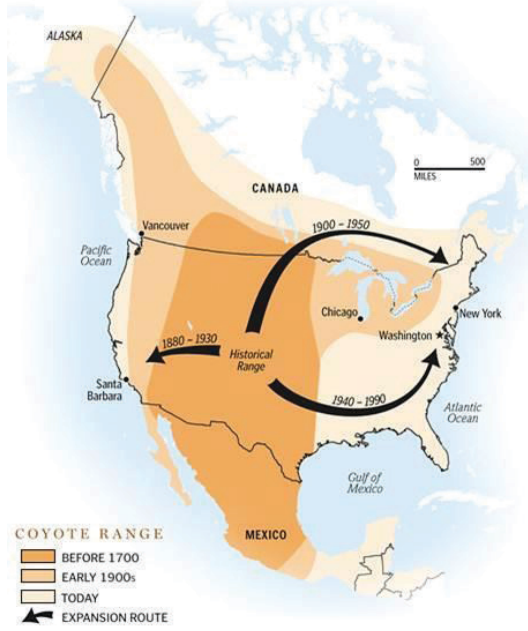 ALASKA
0 500
MILES
CANADA
1900 – 1950
Vancouver
Pacific
Ocean
Chicago
New York
Washington
1880 – 1930
Historical
Range
Santa
Barbara
1940 – 1990
Atlantic
Ocean
Gulf of
Mexico
MEXICO
COYOTE RANGE
BEFORE 1700
EARLY 1900s
TODAY
EXPANSION ROUTE